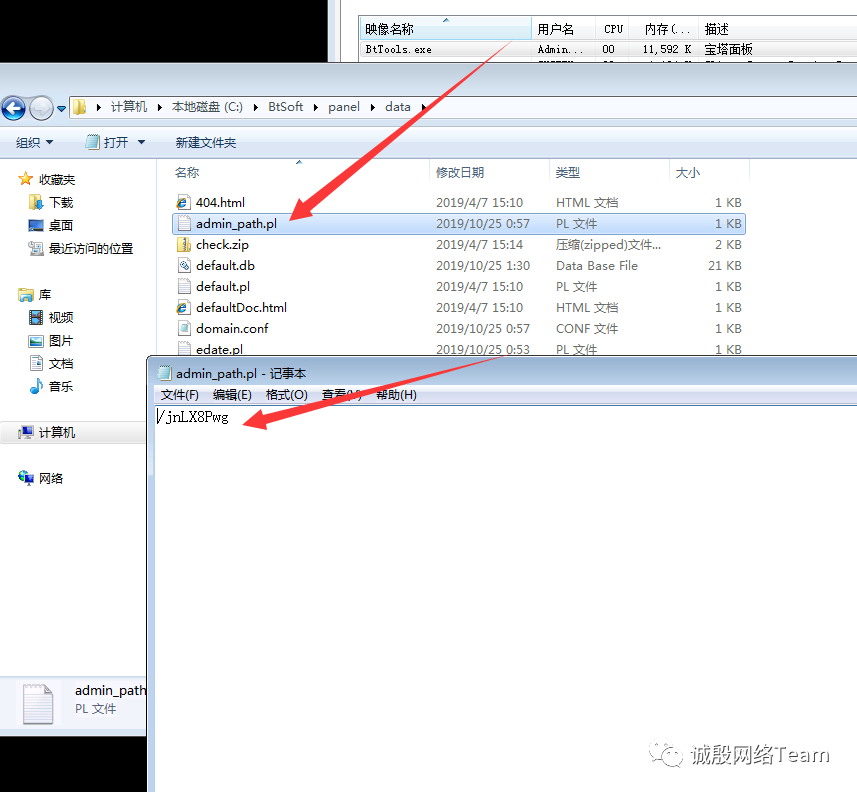 映像名称 用户名 CPU 内存(... 描述
BtTools.exe Admin... 00 11,592 K 宝塔面板
计算机 本地磁盘 (C:) BtSoft panel data
组织 打开 新建文件夹
收藏夹
下载
桌面
最近访问的位置
库
视频
图片
文档
音乐
计算机
网络
名称 修改日期 类型 大小
404.html 2019/4/7 15:10 HTML 文档 1 KB
admin_path.pl 2019/10/25 0:57 PL 文件 1 KB
check.zip 2019/4/7 15:14 压缩(zipped)文件... 2 KB
default.db 2019/10/25 1:30 Data Base File 21 KB
default.pl 2019/4/7 15:10 PL 文件 1 KB
defaultDoc.html 2019/4/7 15:10 HTML 文档 1 KB
domain.conf 2019/10/25 0:57 CONF 文件 1 KB
edate.pl 2019/10/25 0:53 PL 文件 1 KB
admin_path.pl - 记事本
文件(F) 编辑(E) 格式(O) 查看(V) 帮助(H)
/jnLX8Pwg
admin_path
PL 文件
诚殷网络Team